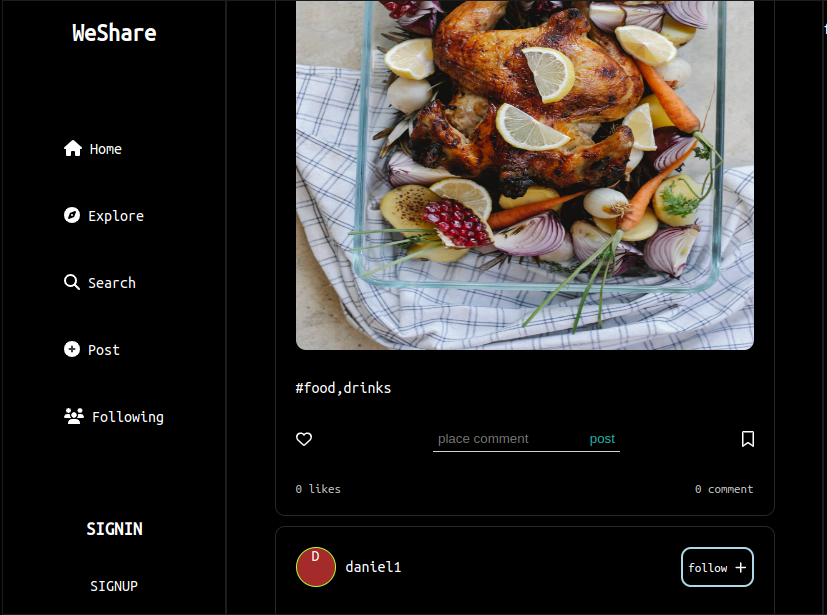 WeShare
Home
Explore
Search
Post
Following
SIGNIN
SIGNUP
#food,drinks
place comment post
0 likes 0 comment
D daniel1 follow +